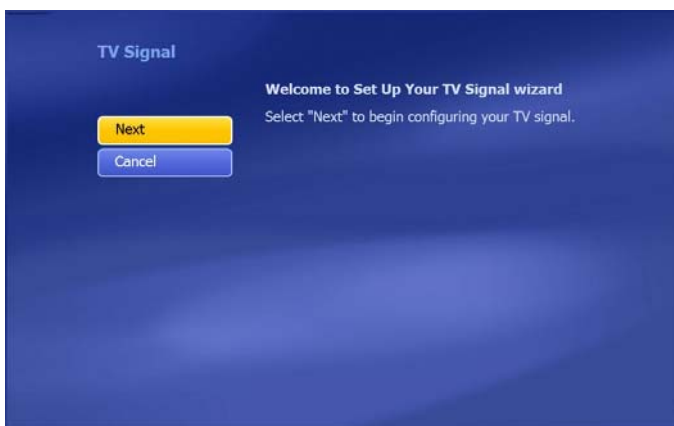 TV Signal
Welcome to Set Up Your TV Signal wizard
Select "Next" to begin configuring your TV signal.
Next
Cancel